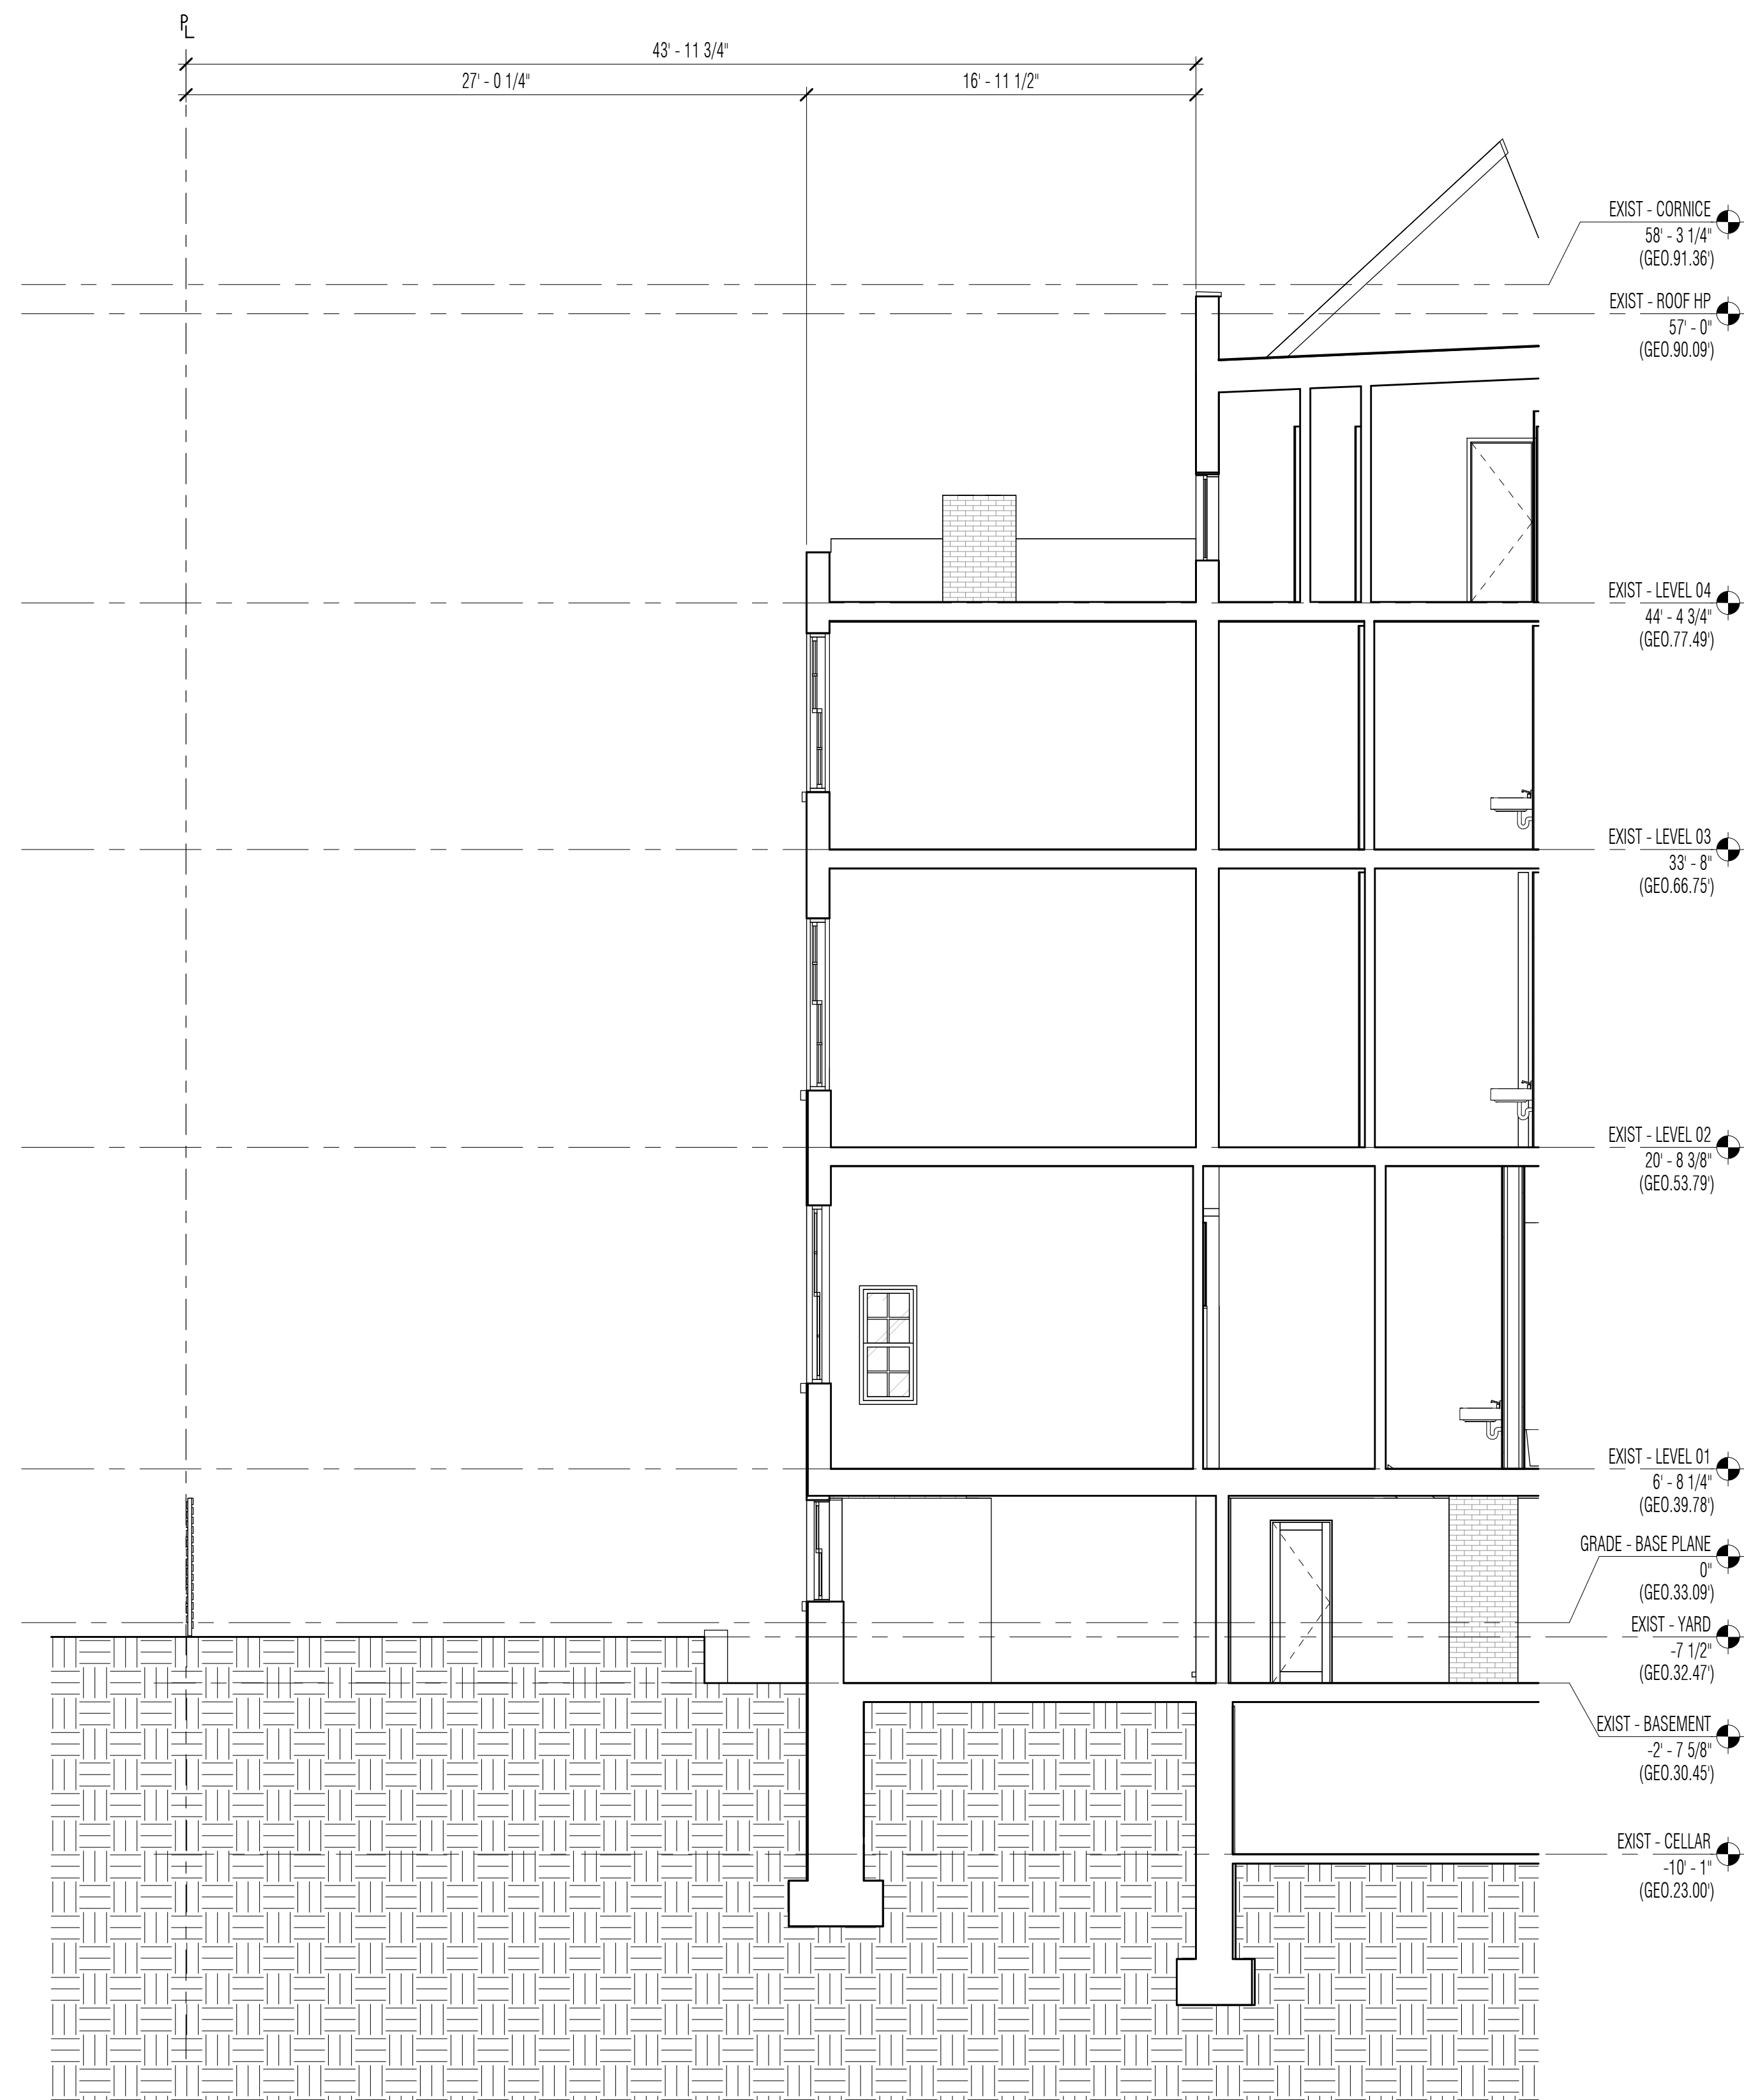 PL
43' - 11 3/4"
27' - 0 1/4"
16' - 11 1/2"
EXIST - CORNICE
58' - 3 1/4"
(GEO.91.36')
EXIST - ROOF HP
57' - 0"
(GEO.90.09')
EXIST - LEVEL 04
44' - 4 3/4"
(GEO.77.49')
EXIST - LEVEL 03
33' - 8"
(GEO.66.75')
EXIST - LEVEL 02
20' - 8 3/8"
(GEO.53.79')
EXIST - LEVEL 01
6' - 8 1/4"
(GEO.39.78')
GRADE - BASE PLANE
0"
(GEO.33.09')
EXIST - YARD
-7 1/2"
(GEO.32.47')
EXIST - BASEMENT
-2' - 7 5/8"
(GEO.30.45')
EXIST - CELLAR
-10' - 1"
(GEO.23.00')